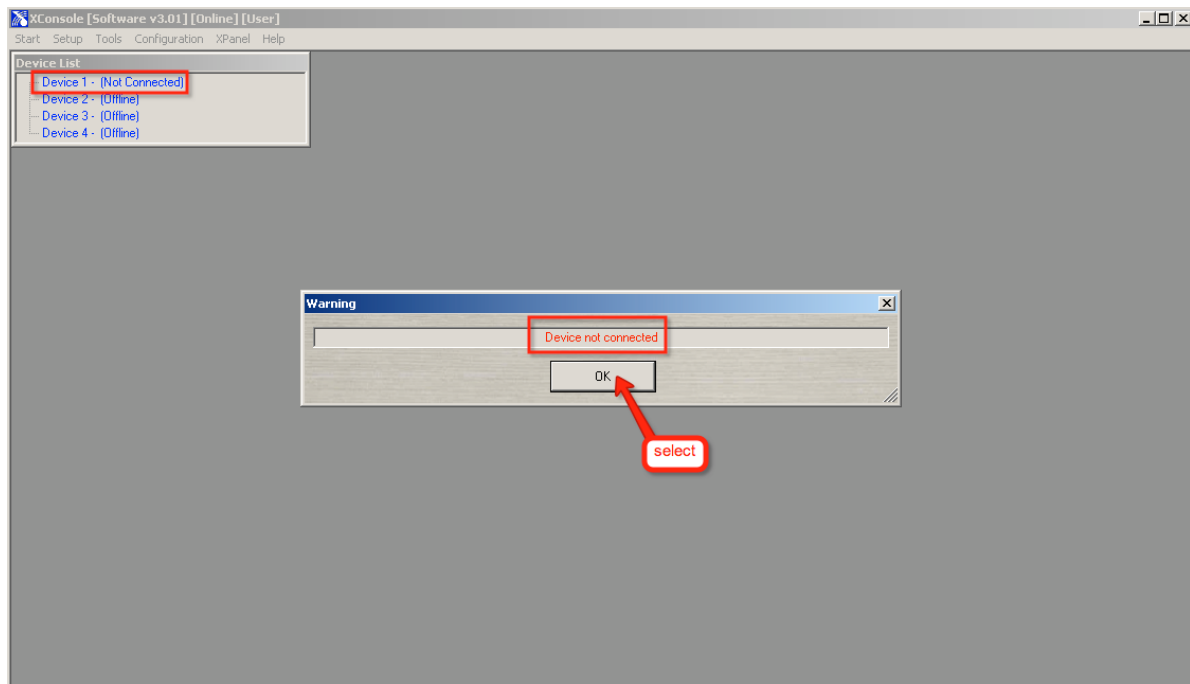 XConsole [Software v3.01] [Online] [User]
Start Setup Tools Configuration XPanel Help
Device List
Device 1 - (Not Connected)
Device 2 - (Offline)
Device 3 - (Offline)
Device 4 - (Offline)
Warning
Device not connected
OK
select